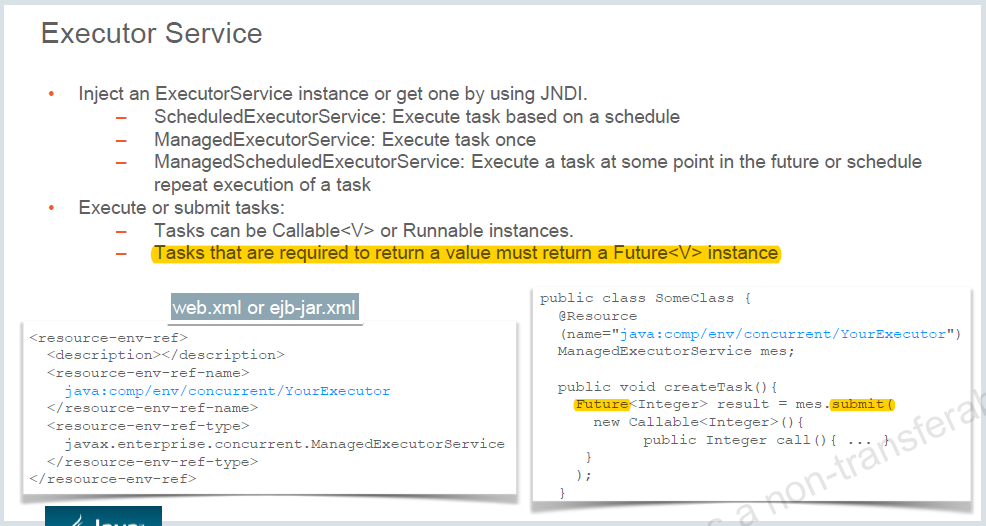 Executor Service
• Inject an ExecutorService instance or get one by using JNDI.
– ScheduledExecutorService: Execute task based on a schedule
– ManagedExecutorService: Execute task once
– ManagedScheduledExecutorService: Execute a task at some point in the future or schedule
repeat execution of a task
• Execute or submit tasks:
– Tasks can be Callable<V> or Runnable instances.
– Tasks that are required to return a value must return a Future<V> instance
web.xml or ejb-jar.xml
<resource-env-ref>
<description></description>
<resource-env-ref-name>
java:comp/env/concurrent/YourExecutor
</resource-env-ref-name>
<resource-env-ref-type>
javax.enterprise.concurrent.ManagedExecutorService
</resource-env-ref-type>
</resource-env-ref>
public class SomeClass {
@Resource
(name="java:comp/env/concurrent/YourExecutor")
ManagedExecutorService mes;
public void createTask(){
Future<Integer> result = mes.submit(
new Callable<Integer>(){
public Integer call(){ ... }
}
);
}
a non-transferab
Java